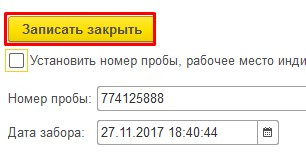 Записать закрыть
Установить номер пробы, рабочее место инди
Номер пробы: 774125888
Дата забора: 27.11.2017 18:40:44